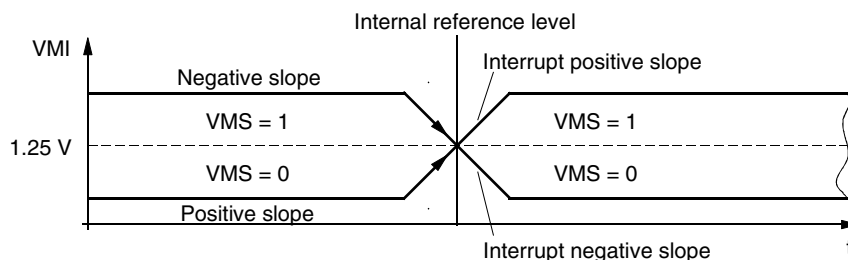 Internal reference level
VMI
Negative slope
Interrupt positive slope
VMS = 1
VMS = 1
1.25 V
VMS = 0
VMS = 0
Positive slope
Interrupt negative slope
t